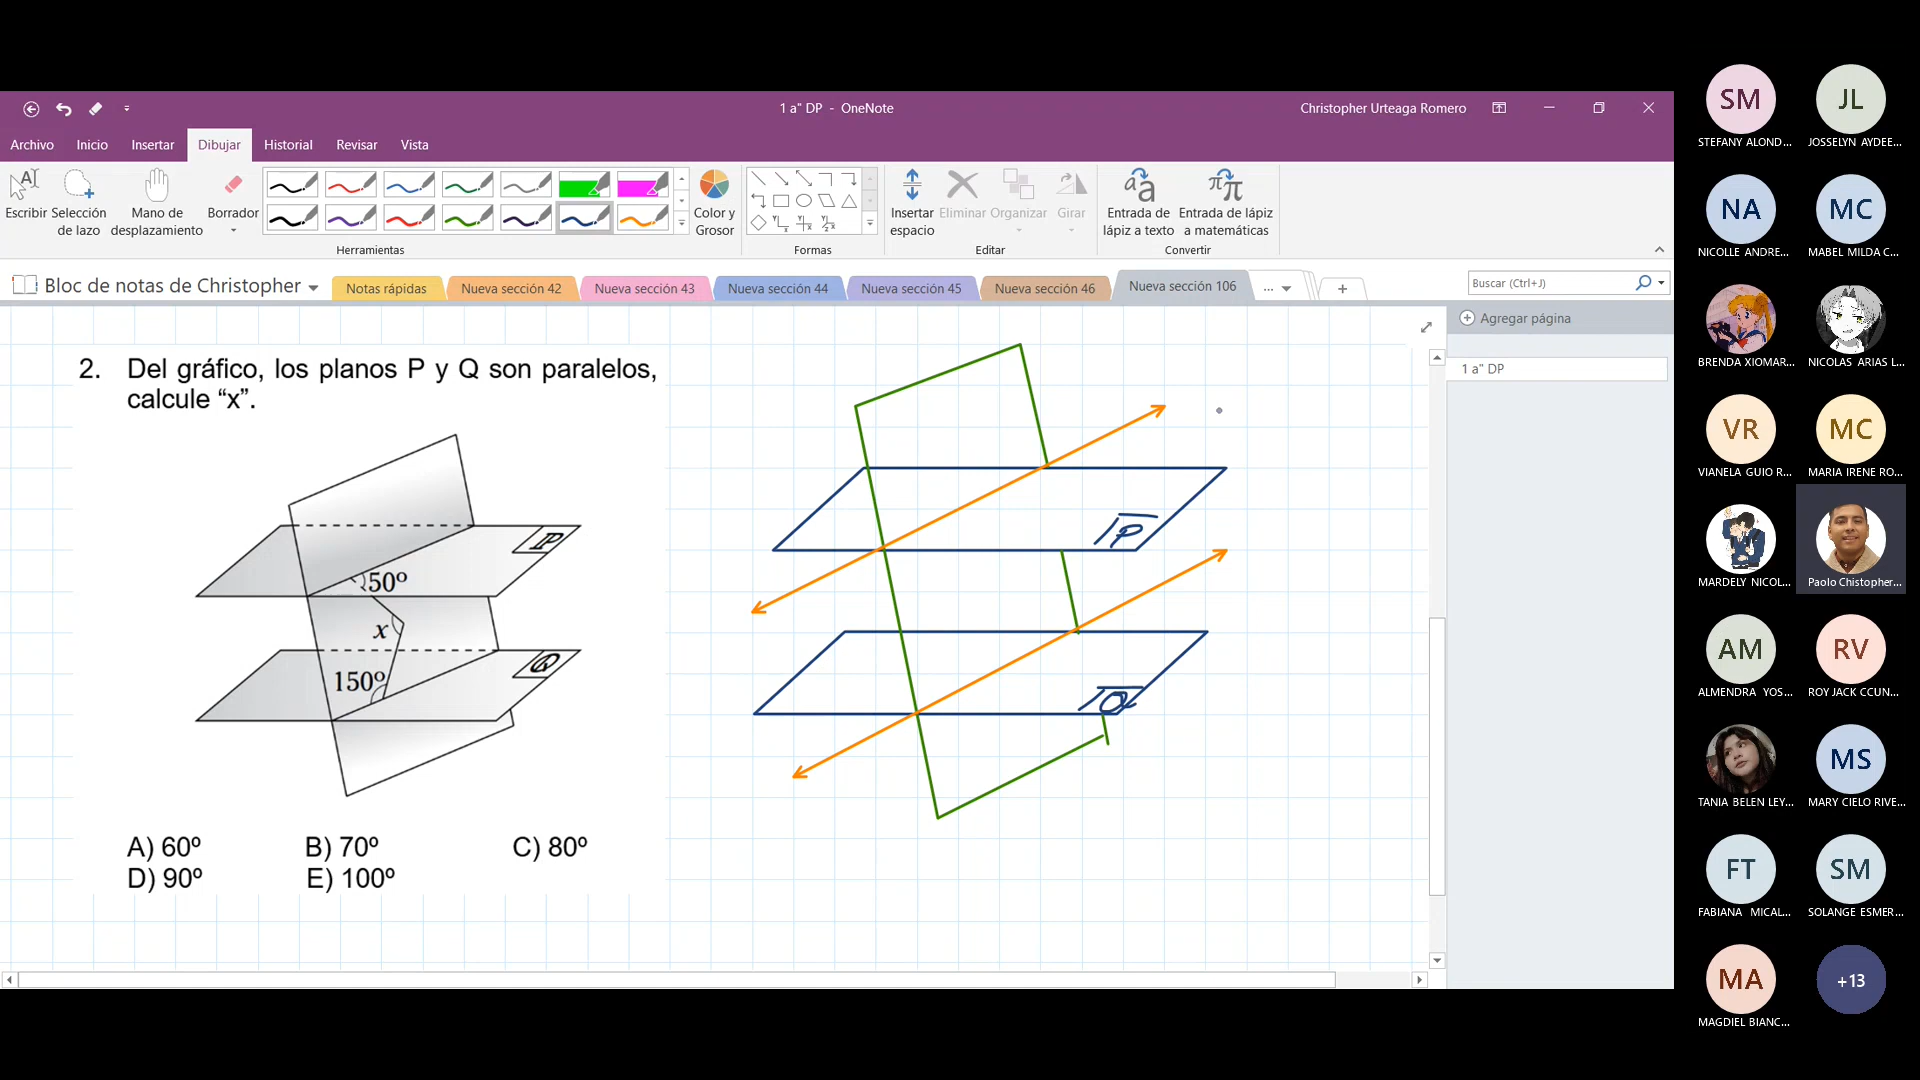 1 a" DP - OneNote
Christopher Urteaga Romero
Archivo
Inicio
Insertar
Dibujar
Historial
Revisar
Vista
Escribir
Selección de lazo
Mano de desplazamiento
Borrador
Color y Grosor
Insertar espacio
Eliminar
Organizar
Girar
Entrada de lápiz a texto
Entrada de lápiz a matemáticas
Herramientas
Formas
Editar
Convertir
Bloc de notas de Christopher
Notas rápidas
Nueva sección 42
Nueva sección 43
Nueva sección 44
Nueva sección 45
Nueva sección 46
Nueva sección 106
...
Buscar (Ctrl+J)
Agregar página
1 a" DP
2. Del gráfico, los planos P y Q son paralelos,
calcule “x”.
P
50º
x
Q
150º
A) 60º B) 70º C) 80º
D) 90º E) 100º
P
Q
SM
STEFANY ALOND...
JL
JOSSELYN AYDEE...
NA
NICOLLE ANDRE...
MC
MABEL MILDA C...
BRENDA XIOMAR...
NICOLAS ARIAS L...
VR
VIANELA GUIO R...
MC
MARIA IRENE RO...
MARDELY NICOL...
Paolo Chistopher...
AM
ALMENDRA YOS...
RV
ROY JACK CCUN...
TANIA BELEN LEY...
MS
MARY CIELO RIVE...
FT
FABIANA MICAL...
SM
SOLANGE ESMER...
MA
MAGDIEL BIANC...
+13